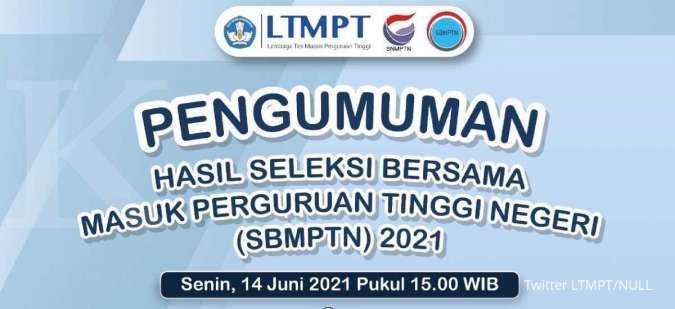 LTMPT
Lembaga Tes Masuk Perguruan Tinggi
SNMPTN
SBMPTN
PENGUMUMAN
HASIL SELEKSI BERSAMA
MASUK PERGURUAN TINGGI NEGERI
(SBMPTN) 2021
Senin, 14 Juni 2021 Pukul 15.00 WIB
Twitter LTMPT/NULL
K